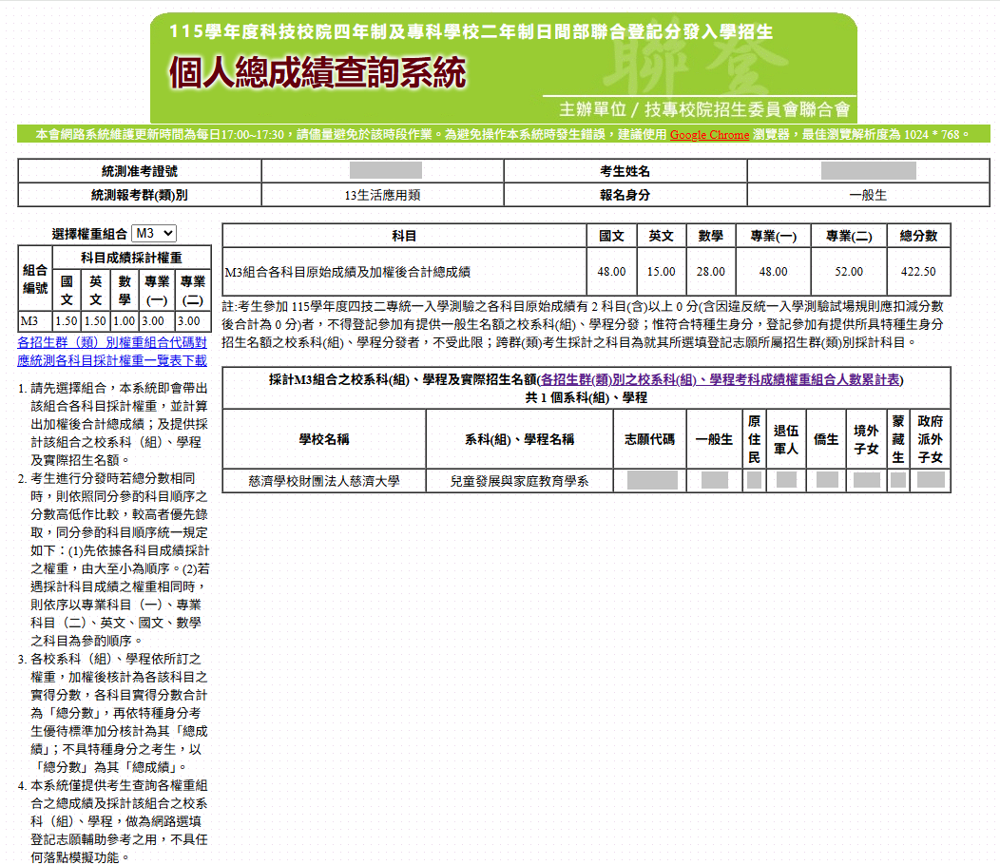 115學年度科技校院四年制及專科學校二年制日間部聯合登記分發入學招生
聯登
個人總成績查詢系統
主辦單位 / 技專校院招生委員會聯合會
本會網路系統維護更新時間為每日17:00~17:30，請儘量避免於該時段作業。為避免操作本系統時發生錯誤，建議使用 Google Chrome 瀏覽器，最佳瀏覽解析度為 1024 * 768。
統測准考證號 考生姓名
統測報考群(類)別 13生活應用類 報名身分 一般生
選擇權重組合 M3
組合編號 科目成績採計權重
國文 英文 數學 專業(一) 專業(二)
M3 1.50 1.50 1.00 3.00 3.00
各招生群（類）別權重組合代碼對
應統測各科目採計權重一覽表下載
1. 請先選擇組合，本系統即會帶出
該組合各科目採計權重，並計算
出加權後合計總成績；及提供採
計該組合之校系科（組）、學程
及實際招生名額。
2. 考生進行分發時若總分數相同
時，則依照同分參酌科目順序之
分數高低作比較，較高者優先錄
取，同分參酌科目順序統一規定
如下：(1)先依據各科目成績採計
之權重，由大至小為順序。(2)若
遇採計科目成績之權重相同時，
則依序以專業科目（一）、專業
科目（二）、英文、國文、數學
之科目為參酌順序。
3. 各校系科（組）、學程依所訂之
權重，加權後核計為各該科目之
實得分數，各科目實得分數合計
為「總分數」，再依特種身分考
生優待標準加分核計為其「總成
績」；不具特種身分之考生，以
「總分數」為其「總成績」。
4. 本系統僅提供考生查詢各權重組
合之總成績及採計該組合之校系
科（組）、學程，做為網路選填
登記志願輔助參考之用，不具任
何落點模擬功能。
科目 國文 英文 數學 專業(一) 專業(二) 總分數
M3組合各科目原始成績及加權後合計總成績 48.00 15.00 28.00 48.00 52.00 422.50
註:考生參加 115學年度四技二專統一入學測驗之各科目原始成績有 2 科目(含)以上 0 分(含因違反統一入學測驗試場規則應扣減分數
後合計為 0 分)者，不得登記參加有提供一般生名額之校系科(組)、學程分發；惟符合特種生身分，登記參加有提供所具特種生身分
招生名額之校系科(組)、學程分發者，不受此限；跨群(類)考生採計之科目為就其所選填登記志願所屬招生群(類)別採計科目。
採計M3組合之校系科(組)、學程及實際招生名額(各招生群(類)別之校系科(組)、學程考科成績權重組合人數累計表)
共 1 個系科(組)、學程
學校名稱 系科(組)、學程名稱 志願代碼 一般生 原住民 退伍軍人 僑生 境外子女 蒙藏生 政府派外子女
慈濟學校財團法人慈濟大學 兒童發展與家庭教育學系